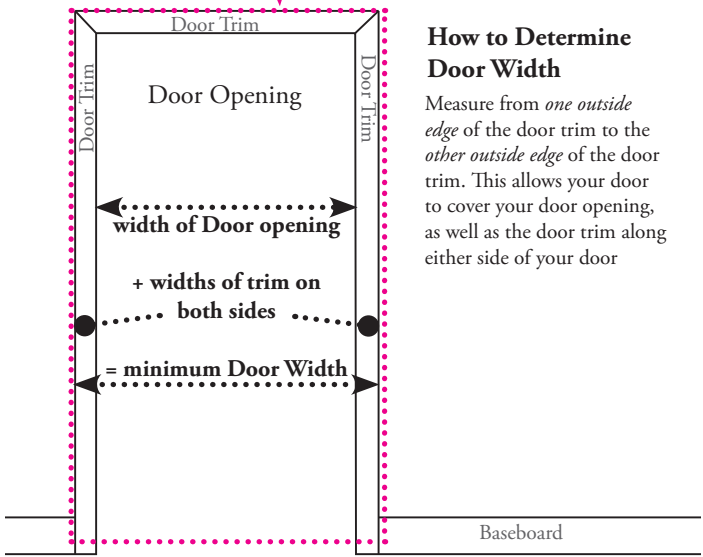 Door Trim
Door Trim
Door Trim
Door Opening
width of Door opening
+ widths of trim on
both sides
= minimum Door Width
How to Determine
Door Width
Measure from one outside
edge of the door trim to the
other outside edge of the door
trim. This allows your door
to cover your door opening,
as well as the door trim along
either side of your door
Baseboard